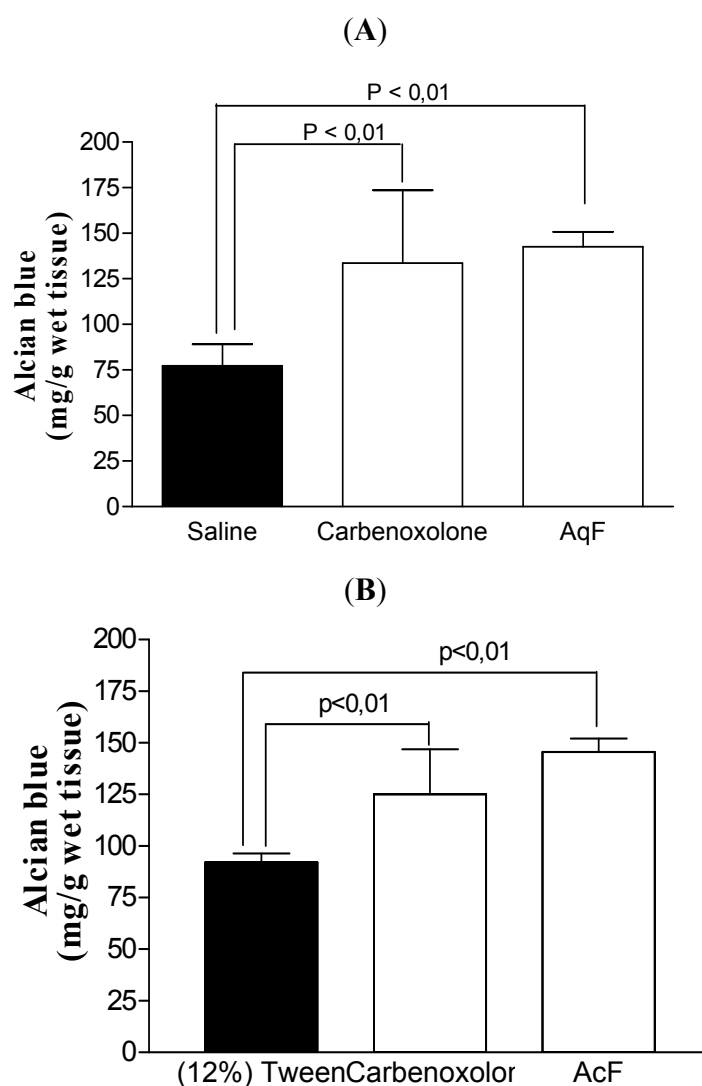 (A)
P < 0,01
P < 0,01
200
175
150
125
100
75
50
25
0
Alcian blue
(mg/g wet tissue)
Saline Carbenoxolone AqF
(B)
p<0,01
p<0,01
200
175
150
125
100
75
50
25
0
Alcian blue
(mg/g wet tissue)
(12%) TweenCarbenoxolor AcF